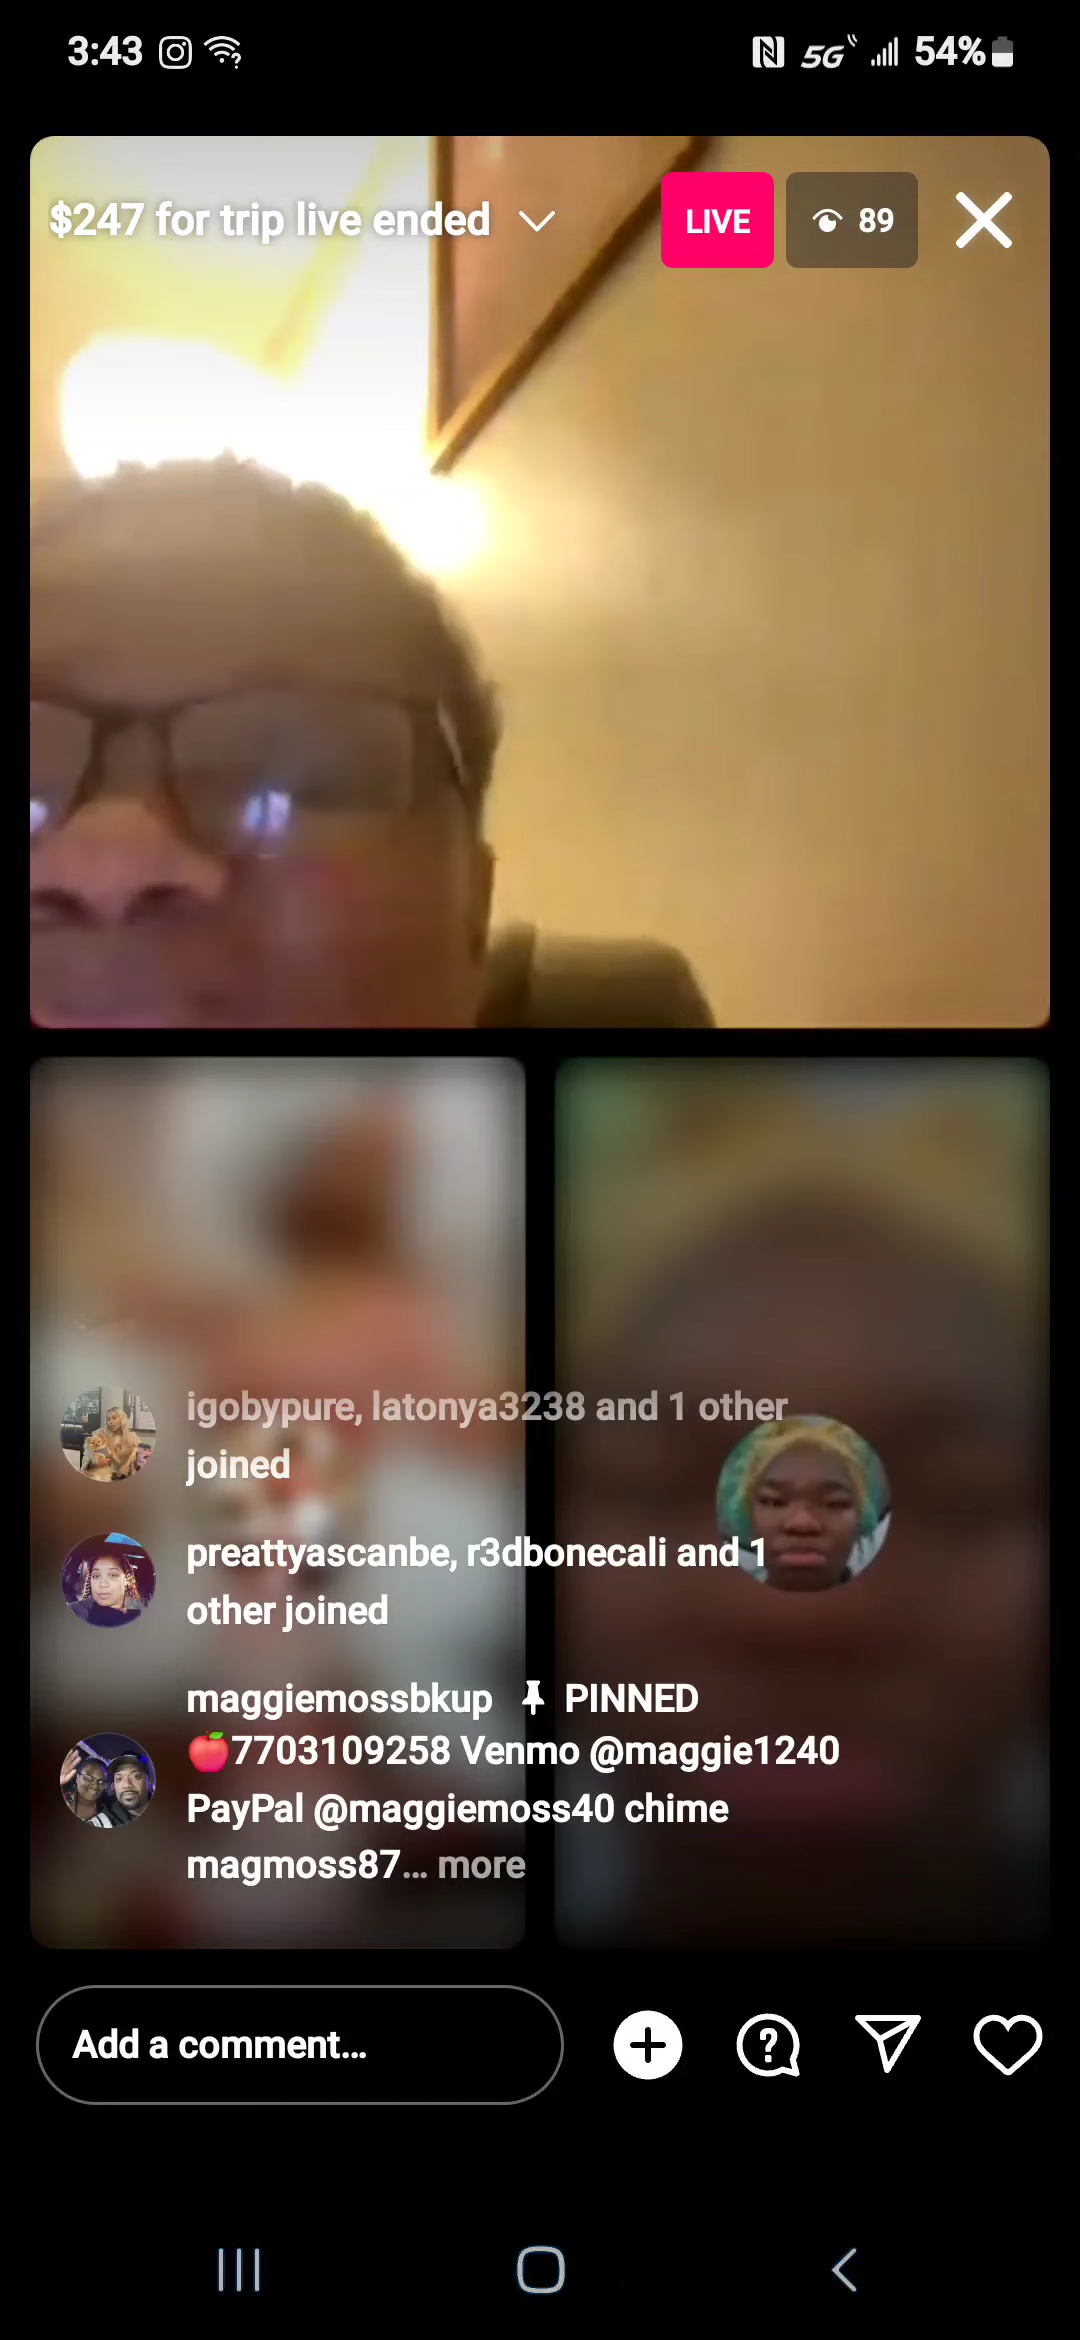 3:43 5G 54%
$247 for trip live ended LIVE 89
igobypure, latonya3238 and 1 other
joined
preattyascanbe, r3dbonecali and 1
other joined
maggiemossbkup PINNED
🍎7703109258 Venmo @maggie1240
PayPal @maggiemoss40 chime
magmoss87... more
Add a comment...